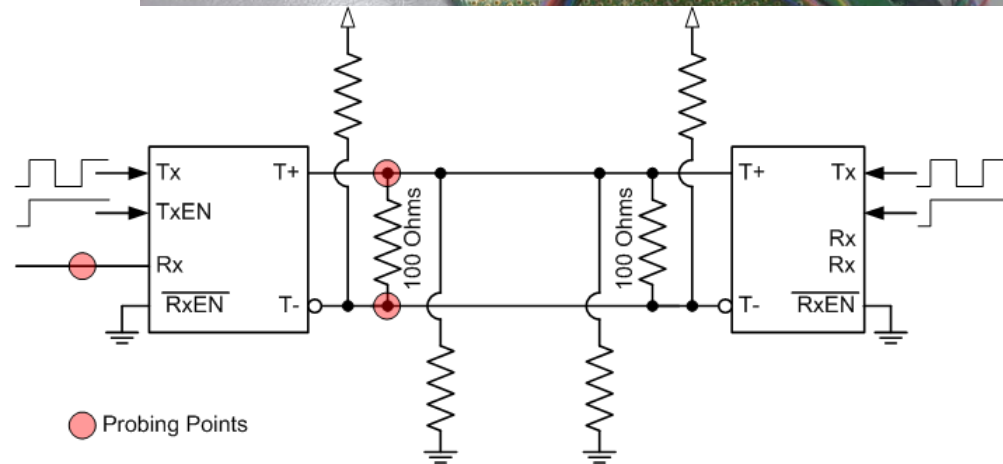 Tx
T+
TxEN
Rx
RxEN
T-
100 Ohms
100 Ohms
T+
Tx
Rx
Rx
T-
RxEN
Probing Points